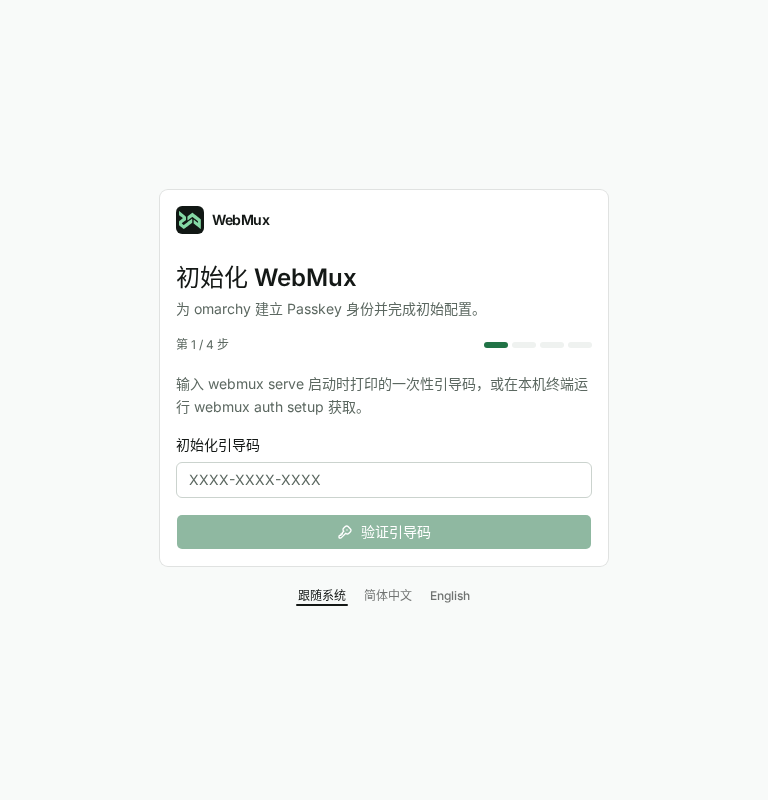 WebMux
初始化 WebMux
为 omarchy 建立 Passkey 身份并完成初始配置。
第 1 / 4 步
输入 webmux serve 启动时打印的一次性引导码，或在本机终端运
行 webmux auth setup 获取。
初始化引导码
XXXX-XXXX-XXXX
验证引导码
跟随系统 简体中文 English